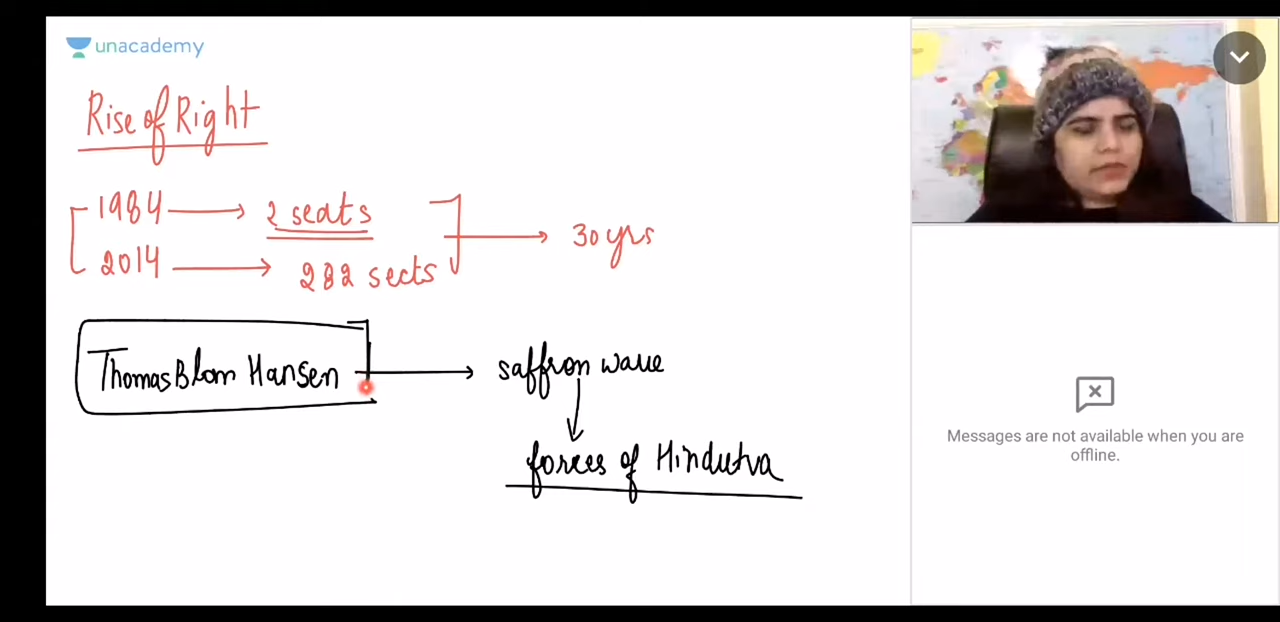 unacademy
Rise of Right
1984 → 2 seats
2014 → 282 sects → 30 yrs
Thomas Blom Hansen → saffron wave
forces of Hindutva
Messages are not available when you are
offline.